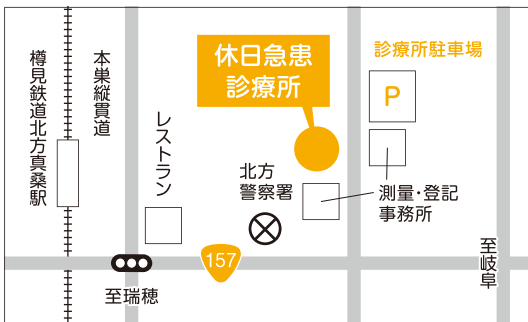 休日急患
診療所
診療所駐車場
P
樽見鉄道北方真桑駅
本巣縦貫道
レストラン
北方
警察署
測量・登記
事務所
157
至瑞穂
至岐阜